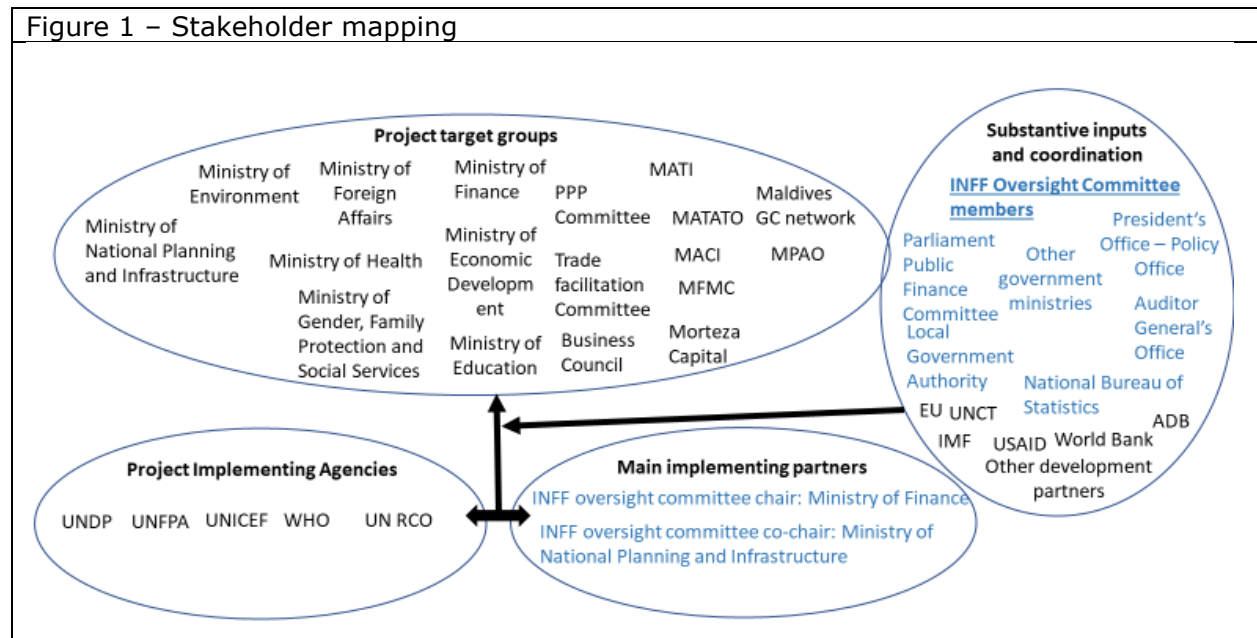 Figure 1 – Stakeholder mapping
Project target groups
Ministry of
National Planning
and Infrastructure
Ministry of
Environment
Ministry of
Foreign
Affairs
Ministry of Health
Ministry of
Gender, Family
Protection and
Social Services
Ministry of
Finance
Ministry of
Economic
Developm
ent
Ministry of
Education
PPP
Committee
Trade
facilitation
Committee
Business
Council
MATI
MATATO
MACI
MFMC
Morteza
Capital
Maldives
GC network
MPAO
Substantive inputs
and coordination
INFF Oversight Committee
members
Parliament
Public
Finance
Committee
Local
Government
Authority
Other
government
ministries
President's
Office – Policy
Office
Auditor
General's
Office
National Bureau of
Statistics
EU
UNCT
ADB
IMF
USAID
World Bank
Other development
partners
Project Implementing Agencies
UNDP
UNFPA
UNICEF
WHO
UN RCO
Main implementing partners
INFF oversight committee chair: Ministry of Finance
INFF oversight committee co-chair: Ministry of
National Planning and Infrastructure